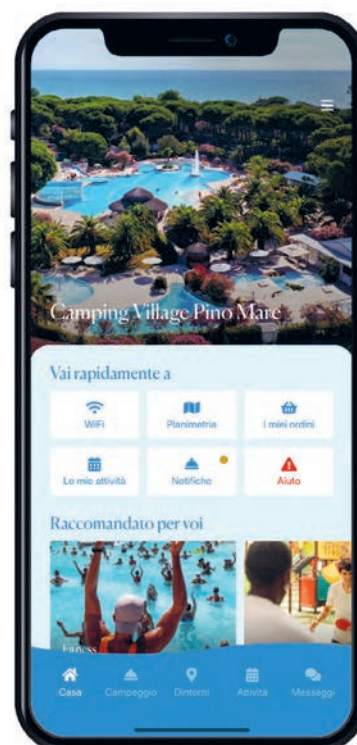 Camping Village Pino Mare
Vai rapidamente a
WiFi
Planimetria
I miei ordini
Le mie attività
Notifiche
Aiuto
Raccomandato per voi
Fitness
Casa
Campeggio
Dintorni
Attività
Messaggi